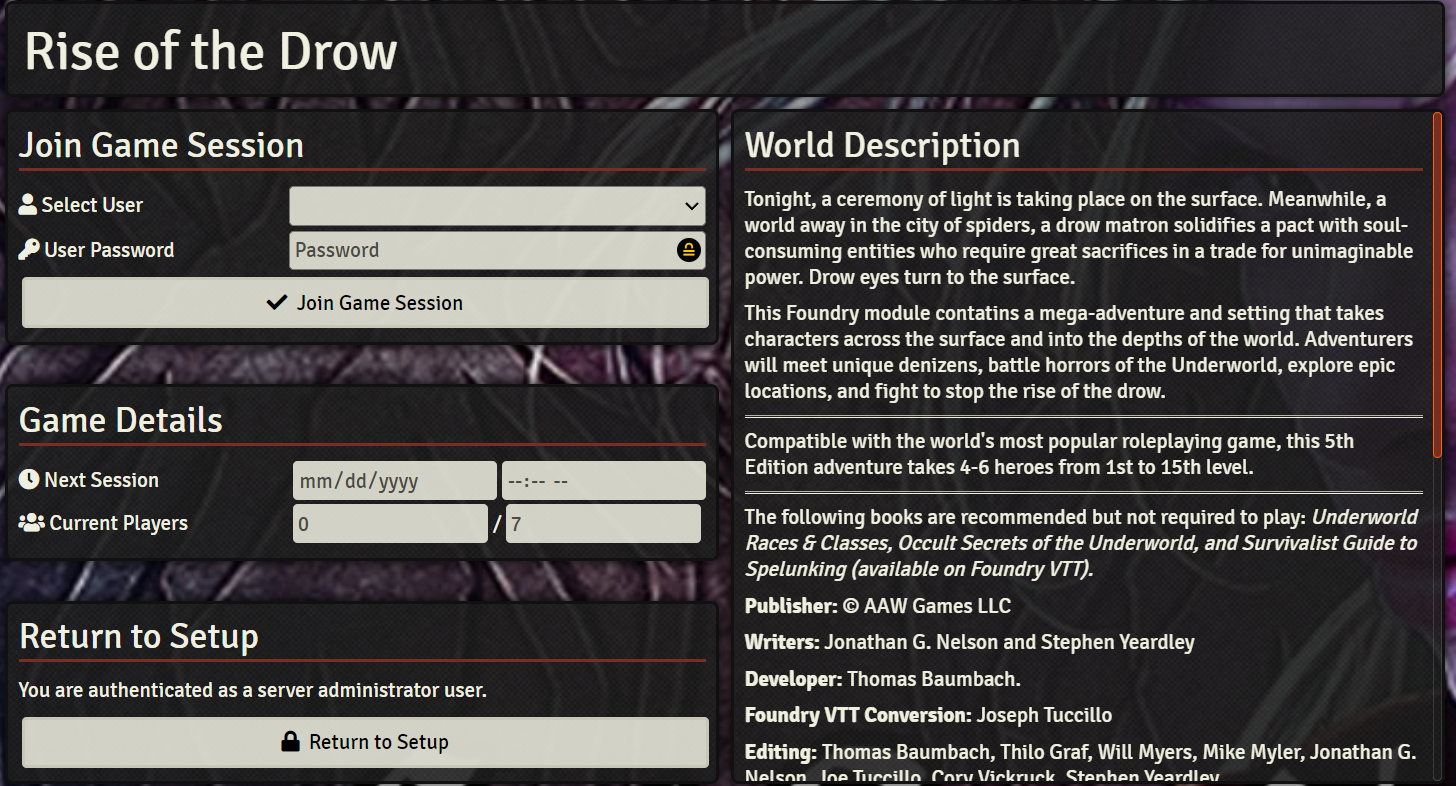 Rise of the Drow
Join Game Session
Select User
User Password
Password
Join Game Session
Game Details
Next Session
mm/dd/yyyy
--:-- --
Current Players
0
/
7
Return to Setup
You are authenticated as a server administrator user.
Return to Setup
World Description
Tonight, a ceremony of light is taking place on the surface. Meanwhile, a
world away in the city of spiders, a drow matron solidifies a pact with soul-
consuming entities who require great sacrifices in a trade for unimaginable
power. Drow eyes turn to the surface.
This Foundry module contatins a mega-adventure and setting that takes
characters across the surface and into the depths of the world. Adventurers
will meet unique denizens, battle horrors of the Underworld, explore epic
locations, and fight to stop the rise of the drow.
Compatible with the world's most popular roleplaying game, this 5th
Edition adventure takes 4-6 heroes from 1st to 15th level.
The following books are recommended but not required to play: Underworld
Races & Classes, Occult Secrets of the Underworld, and Survivalist Guide to
Spelunking (available on Foundry VTT).
Publisher: © AAW Games LLC
Writers: Jonathan G. Nelson and Stephen Yeardley
Developer: Thomas Baumbach.
Foundry VTT Conversion: Joseph Tuccillo
Editing: Thomas Baumbach, Thilo Graf, Will Myers, Mike Myler, Jonathan G.
Nelson, Joe Tuccillo, Cory Vickruck, Stephen Yeardley